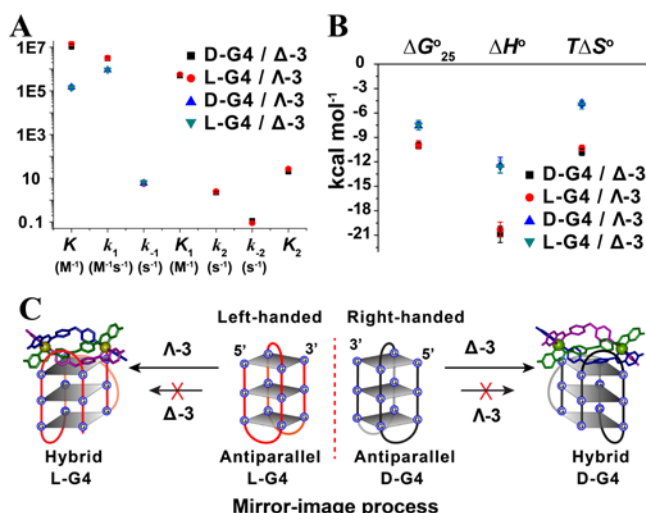 A
1E7
1E5
1E3
10
0.1
D-G4 / Δ-3
L-G4 / Λ-3
D-G4 / Λ-3
L-G4 / Δ-3
K k₁ k₋₁ K₁ k₂ k₋₂ K₂
(M⁻¹) (M⁻¹s⁻¹) (s⁻¹) (M⁻¹) (s⁻¹) (s⁻¹)
B
ΔG°₂₅ ΔH° TΔS°
kcal mol⁻¹
0
-3
-6
-9
-12
-15
-18
-21
D-G4 / Δ-3
L-G4 / Λ-3
D-G4 / Λ-3
L-G4 / Δ-3
C
Left-handed Right-handed
5' 3' 3' 5'
Λ-3 Δ-3
Δ-3 Λ-3
Hybrid Antiparallel Antiparallel Hybrid
L-G4 L-G4 D-G4 D-G4
Mirror-image process